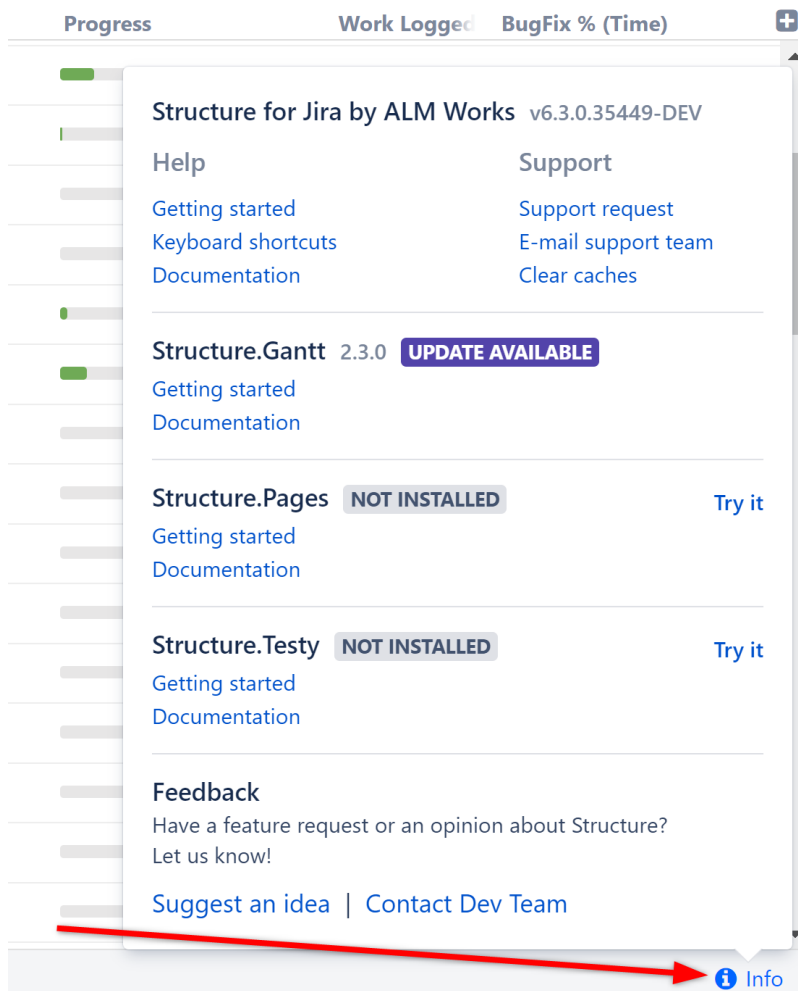 Progress Work Logged BugFix % (Time)
Structure for Jira by ALM Works v6.3.0.35449-DEV
Help
Getting started
Keyboard shortcuts
Documentation
Support
Support request
E-mail support team
Clear caches
Structure.Gantt 2.3.0 UPDATE AVAILABLE
Getting started
Documentation
Structure.Pages NOT INSTALLED Try it
Getting started
Documentation
Structure.Testy NOT INSTALLED Try it
Getting started
Documentation
Feedback
Have a feature request or an opinion about Structure?
Let us know!
Suggest an idea | Contact Dev Team
Info